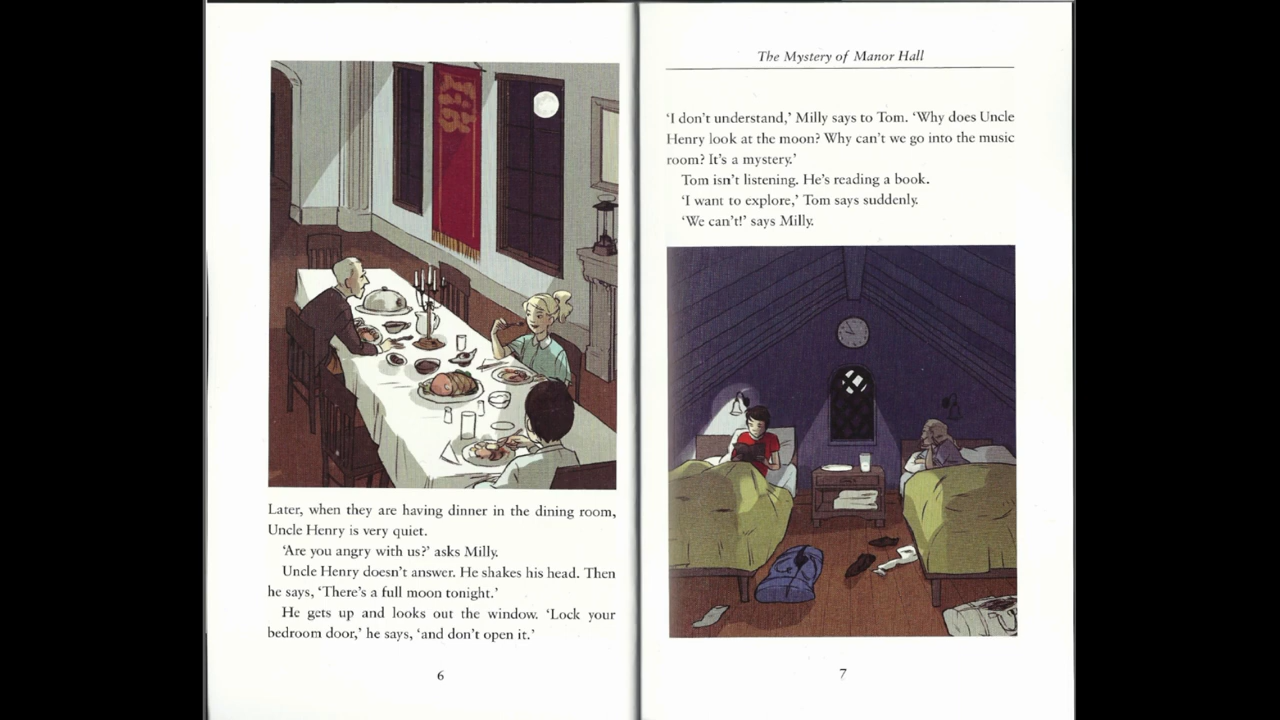 Later, when they are having dinner in the dining room,
Uncle Henry is very quiet.
‘Are you angry with us?’ asks Milly.
Uncle Henry doesn’t answer. He shakes his head. Then
he says, ‘There’s a full moon tonight.’
He gets up and looks out the window. ‘Lock your
bedroom door,’ he says, ‘and don’t open it.’
6
The Mystery of Manor Hall
‘I don’t understand,’ Milly says to Tom. ‘Why does Uncle
Henry look at the moon? Why can’t we go into the music
room? It’s a mystery.’
Tom isn’t listening. He’s reading a book.
‘I want to explore,’ Tom says suddenly.
‘We can’t!’ says Milly.
7